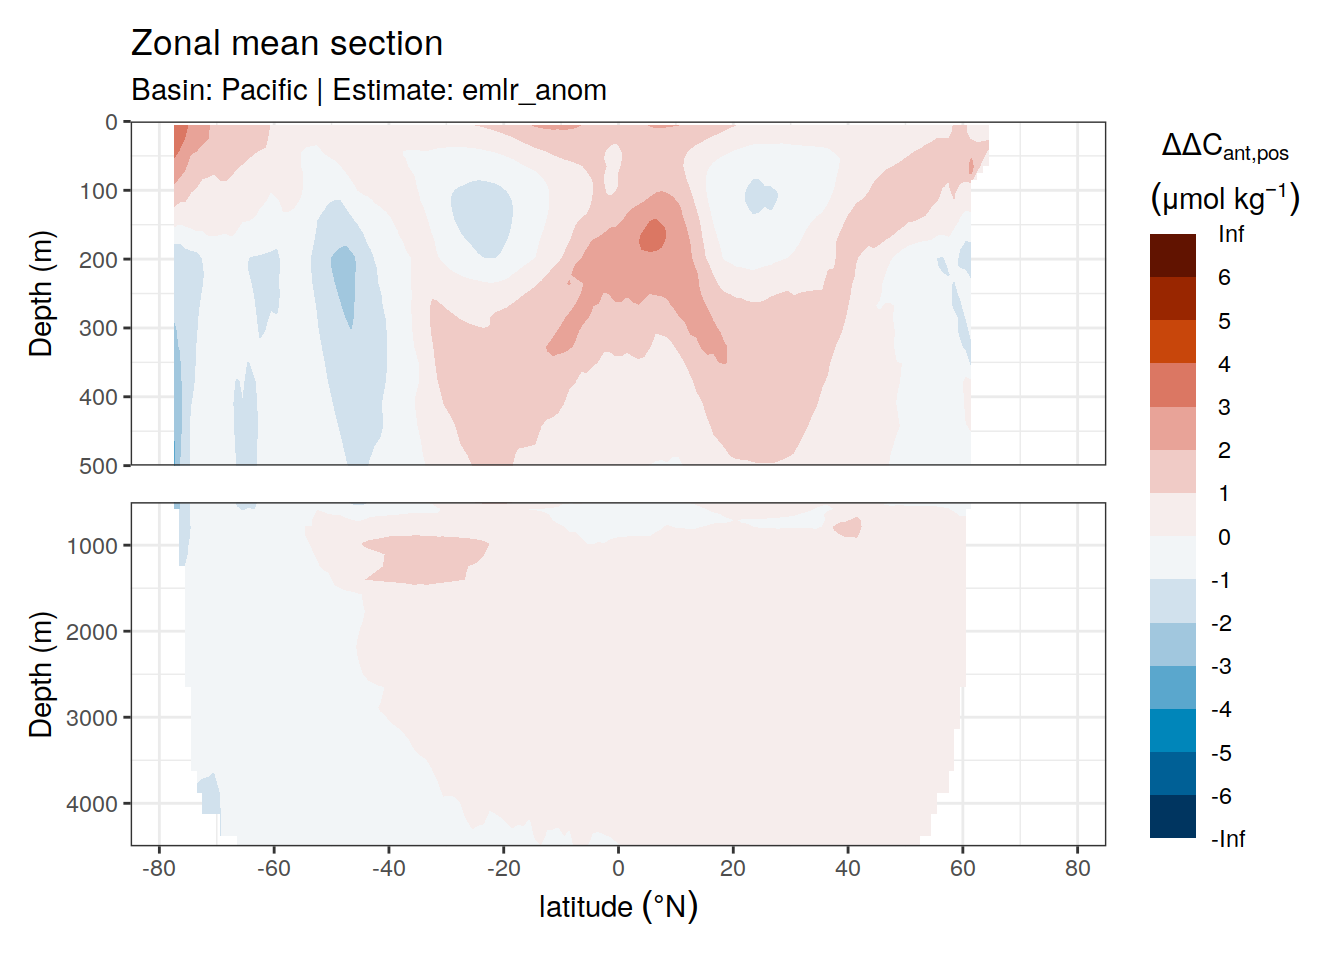 Zonal mean section
Basin: Pacific | Estimate: emlr_anom
0
100
200
300
400
500
Depth (m)
1000
2000
3000
4000
Depth (m)
-80 -60 -40 -20 0 20 40 60 80
latitude (°N)
ΔΔCant,pos
(μmol kg⁻¹)
Inf
6
5
4
3
2
1
0
-1
-2
-3
-4
-5
-6
-Inf